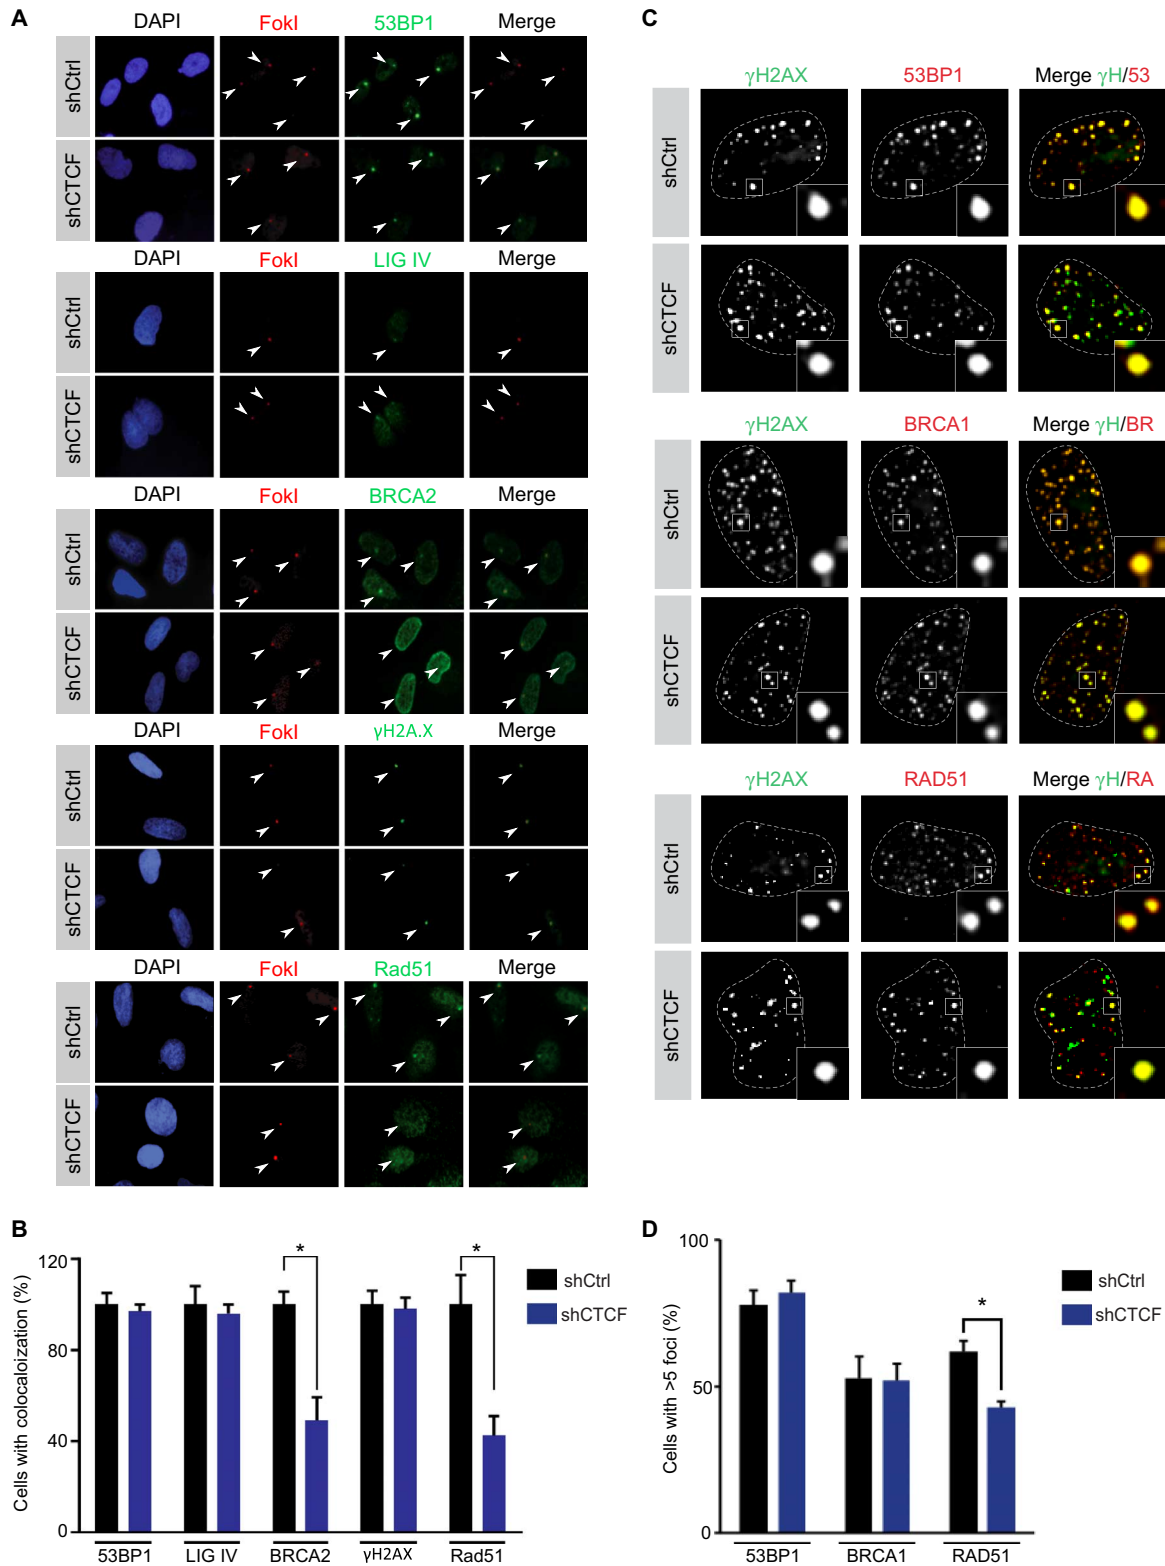 A
DAPI FokI 53BP1 Merge
shCtrl
shCTCF
DAPI FokI LIG IV Merge
shCtrl
shCTCF
DAPI FokI BRCA2 Merge
shCtrl
shCTCF
DAPI FokI γH2A.X Merge
shCtrl
shCTCF
DAPI FokI Rad51 Merge
shCtrl
shCTCF
C
γH2AX 53BP1 Merge γH/53
shCtrl
shCTCF
γH2AX BRCA1 Merge γH/BR
shCtrl
shCTCF
γH2AX RAD51 Merge γH/RA
shCtrl
shCTCF
B
Cells with colocaloization (%)
120
80
40
0
* *
shCtrl
shCTCF
53BP1 LIG IV BRCA2 γH2AX Rad51
D
Cells with >5 foci (%)
100
50
0
*
shCtrl
shCTCF
53BP1 BRCA1 RAD51